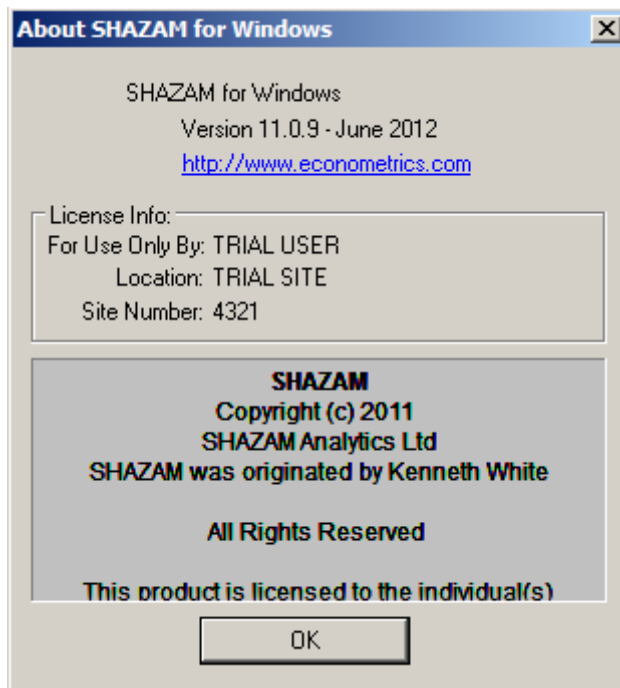 About SHAZAM for Windows
SHAZAM for Windows
Version 11.0.9 - June 2012
http://www.econometrics.com
License Info:
For Use Only By: TRIAL USER
Location: TRIAL SITE
Site Number: 4321
SHAZAM
Copyright (c) 2011
SHAZAM Analytics Ltd
SHAZAM was originated by Kenneth White
All Rights Reserved
This product is licensed to the individual(s)
OK